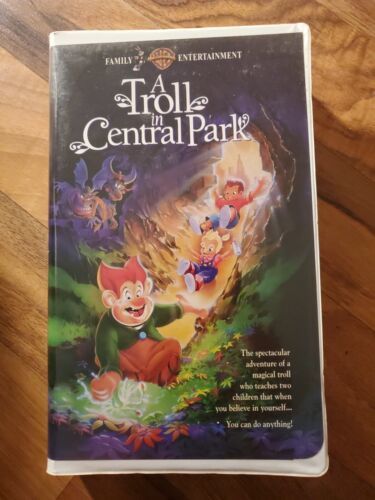 FAMILY ENTERTAINMENT
A
Troll
in
Central Park
The spectacular
adventure of a
magical troll
who teaches two
children that when
you believe in yourself...
You can do anything!